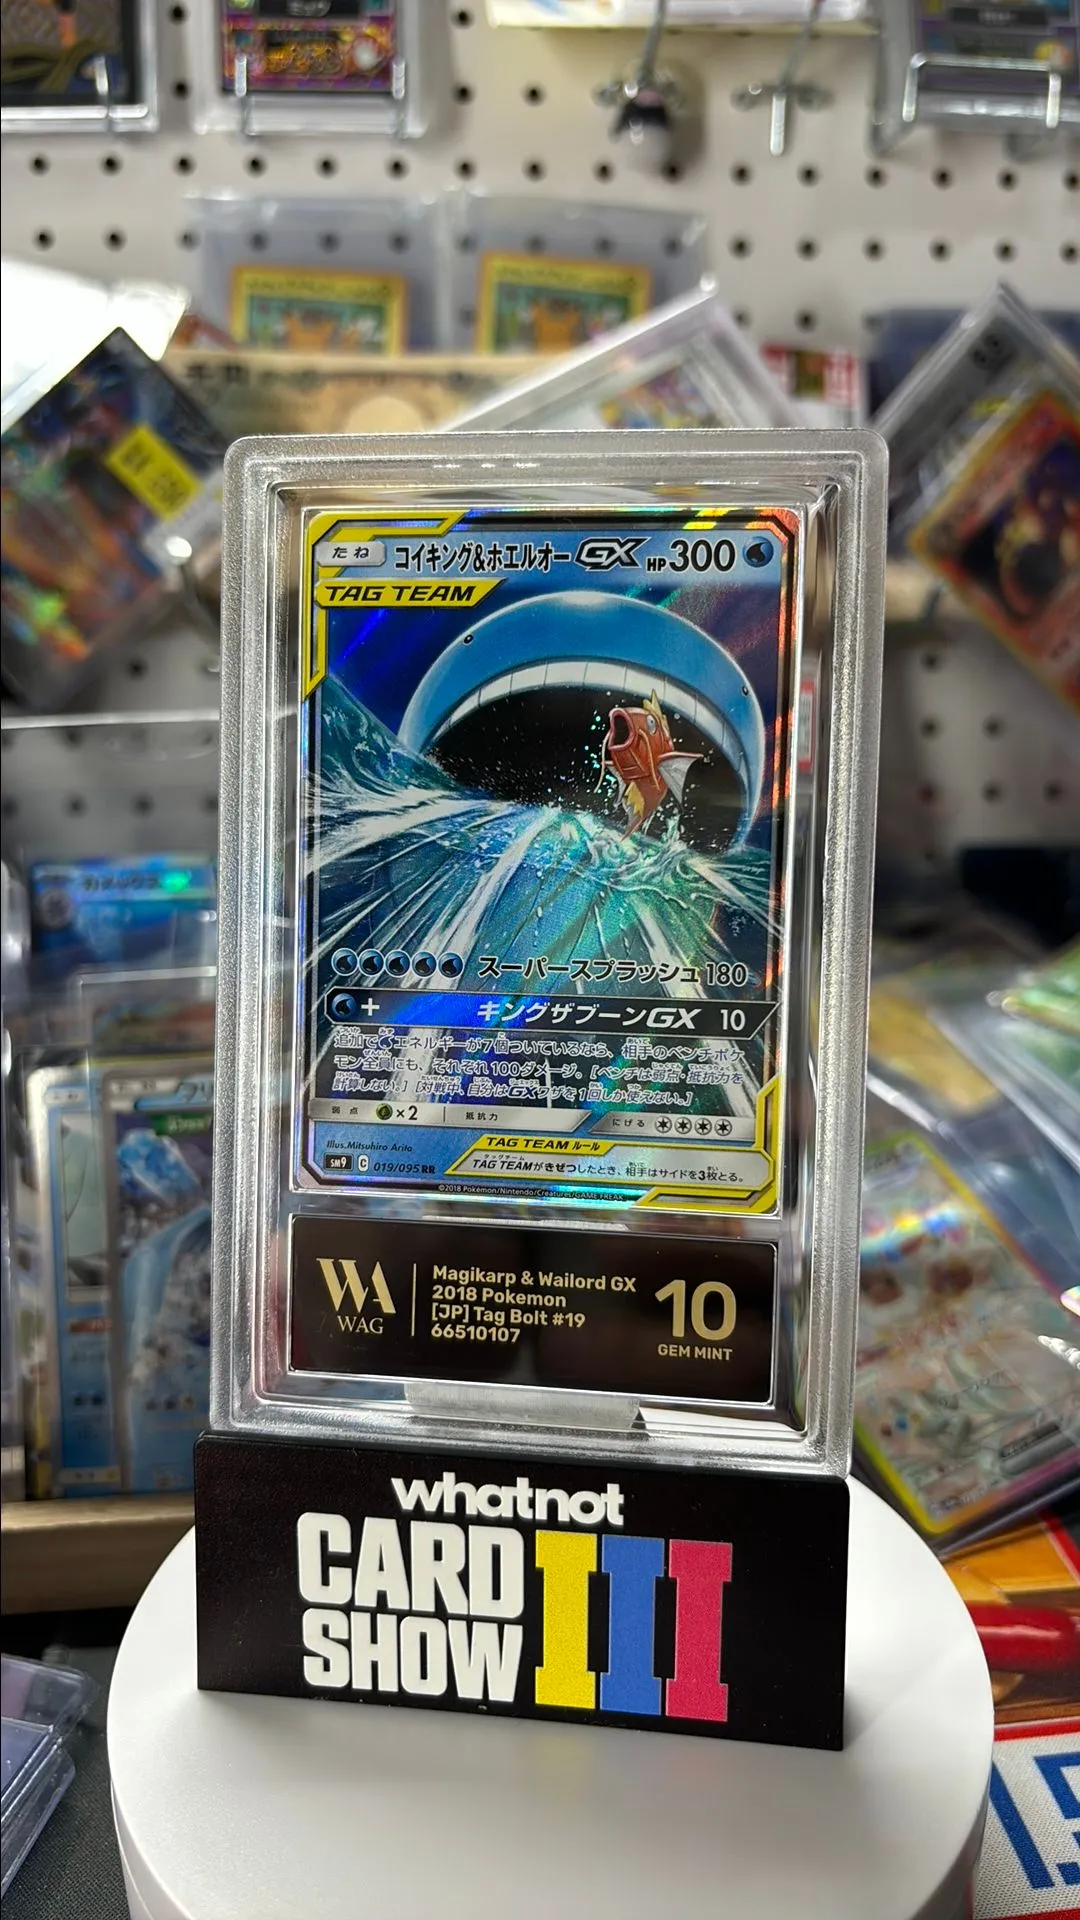 たね コイキング&ホエルオーGX HP300
TAG TEAM
スーパースプラッシュ 180
+ キングザブーンGX 10
追加で エネルギーが7個ついているなら、相手のベンチポケ
モン全員にも、それぞれ100ダメージ。[ベンチは弱点・抵抗力を
計算しない。] [対戦中、自分はGXワザを1回しか使えない。]
弱点 ×2 抵抗力 にげる
Illus. Mitsuhiro Arita
TAG TEAM ルール
SM9 C 019/095 RR
TAG TEAMがきぜつしたとき、相手はサイドを3枚とる。
©2018 Pokémon/Nintendo/Creatures/GAME FREAK
WA
WAG
Magikarp & Wailord GX
2018 Pokemon
[JP] Tag Bolt #19
66510107
10
GEM MINT
whatnot
CARD
SHOW
III